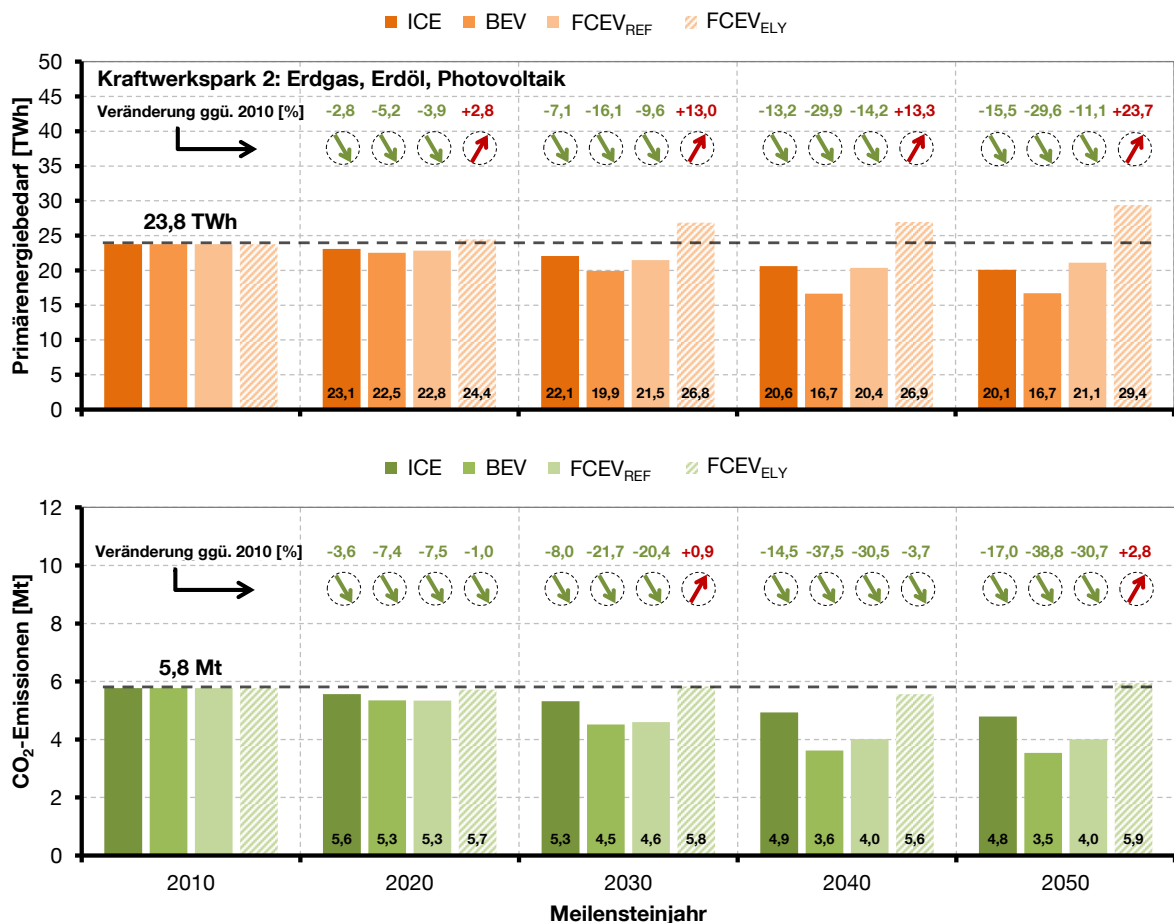 ICE BEV FCEV_REF FCEV_ELY
Primärenergiebedarf [TWh]
50
45
40
35
30
25
20
15
10
5
0
Kraftwerkspark 2: Erdgas, Erdöl, Photovoltaik
Veränderung ggü. 2010 [%]
-2,8 -5,2 -3,9 +2,8 -7,1 -16,1 -9,6 +13,0 -13,2 -29,9 -14,2 +13,3 -15,5 -29,6 -11,1 +23,7
23,8 TWh
23,1 22,5 22,8 24,4 22,1 19,9 21,5 26,8 20,6 16,7 20,4 26,9 20,1 16,7 21,1 29,4
ICE BEV FCEV_REF FCEV_ELY
CO₂-Emissionen [Mt]
12
10
8
6
4
2
0
Veränderung ggü. 2010 [%]
-3,6 -7,4 -7,5 -1,0 -8,0 -21,7 -20,4 +0,9 -14,5 -37,5 -30,5 -3,7 -17,0 -38,8 -30,7 +2,8
5,8 Mt
5,6 5,3 5,3 5,7 5,3 4,5 4,6 5,8 4,9 3,6 4,0 5,6 4,8 3,5 4,0 5,9
2010 2020 2030 2040 2050
Meilensteinjahr